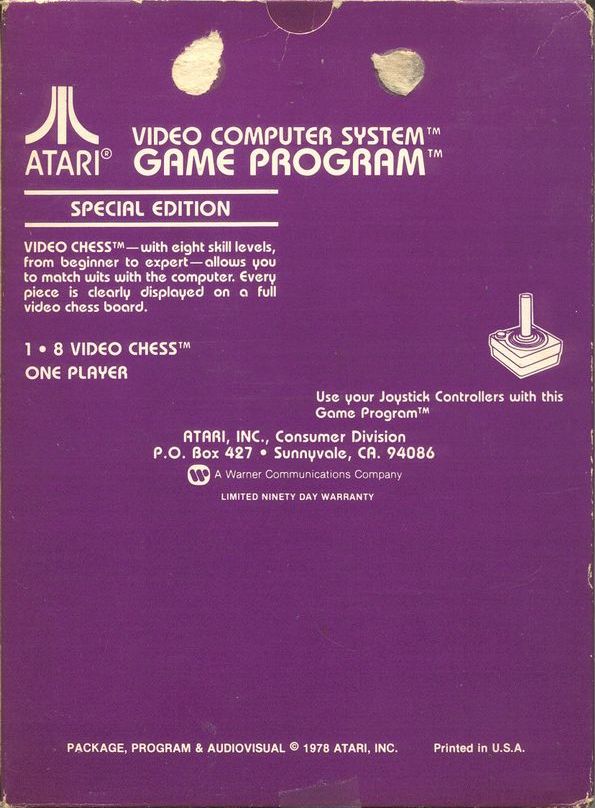 VIDEO COMPUTER SYSTEM™
ATARI® GAME PROGRAM™
SPECIAL EDITION
VIDEO CHESS™—with eight skill levels,
from beginner to expert—allows you
to match wits with the computer. Every
piece is clearly displayed on a full
video chess board.
1 • 8 VIDEO CHESS™
ONE PLAYER
Use your Joystick Controllers with this
Game Program™
ATARI, INC., Consumer Division
P.O. Box 427 • Sunnyvale, CA. 94086
A Warner Communications Company
LIMITED NINETY DAY WARRANTY
PACKAGE, PROGRAM & AUDIOVISUAL © 1978 ATARI, INC. Printed in U.S.A.